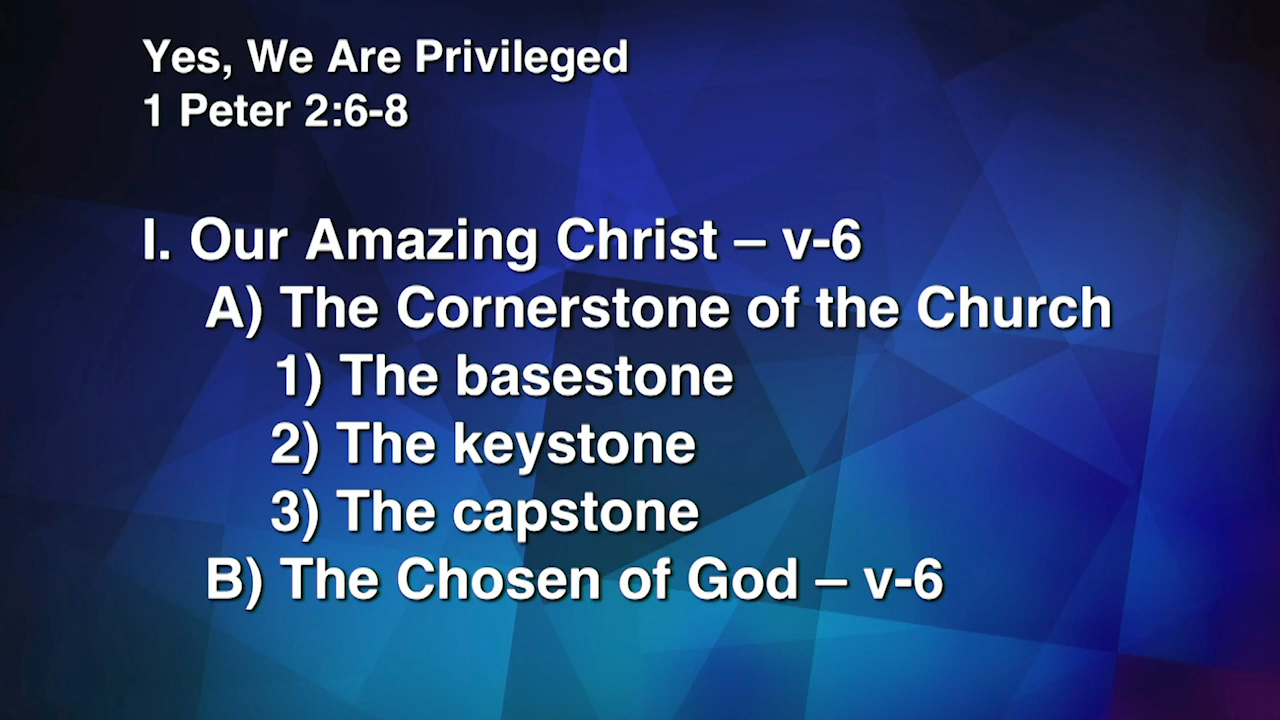 Yes, We Are Privileged
1 Peter 2:6-8
I. Our Amazing Christ – v-6
A) The Cornerstone of the Church
1) The basestone
2) The keystone
3) The capstone
B) The Chosen of God – v-6